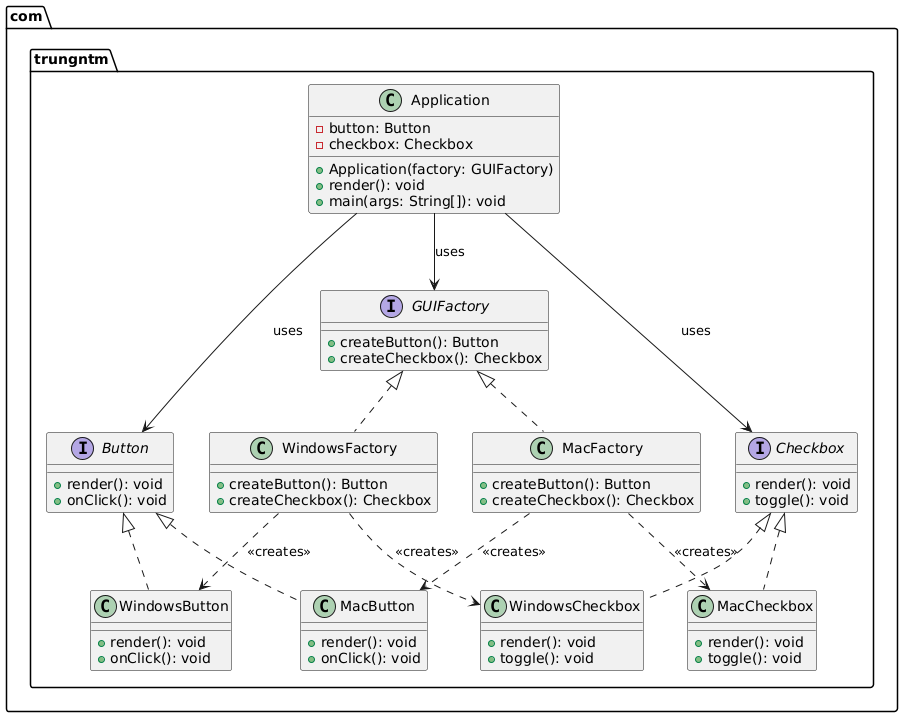 com
trungntm
C Application
button: Button
checkbox: Checkbox
Application(factory: GUIFactory)
render(): void
main(args: String[]): void
uses
uses
uses
I GUIFactory
createButton(): Button
createCheckbox(): Checkbox
I Button
render(): void
onClick(): void
C WindowsFactory
createButton(): Button
createCheckbox(): Checkbox
C MacFactory
createButton(): Button
createCheckbox(): Checkbox
I Checkbox
render(): void
toggle(): void
«creates»
«creates»
«creates»
«creates»
C WindowsButton
render(): void
onClick(): void
C MacButton
render(): void
onClick(): void
C WindowsCheckbox
render(): void
toggle(): void
C MacCheckbox
render(): void
toggle(): void